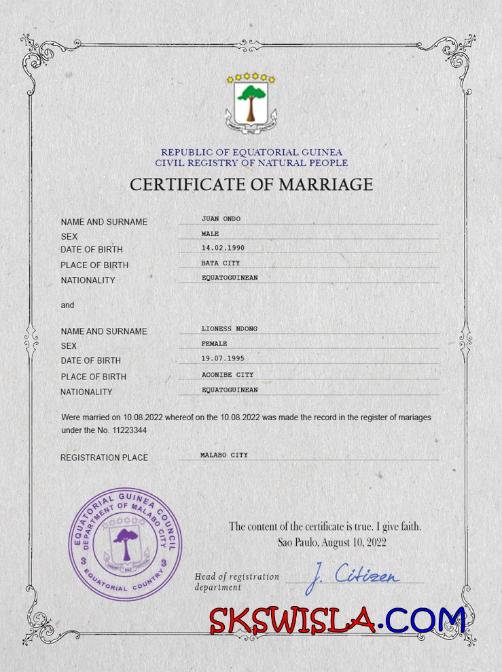 REPUBLIC OF EQUATORIAL GUINEA
CIVIL REGISTRY OF NATURAL PEOPLE
CERTIFICATE OF MARRIAGE
NAME AND SURNAME JUAN ONDO
SEX MALE
DATE OF BIRTH 14.02.1990
PLACE OF BIRTH BATA CITY
NATIONALITY EQUATOGUINEAN
and
NAME AND SURNAME LIONESS NDONG
SEX FEMALE
DATE OF BIRTH 19.07.1995
PLACE OF BIRTH ACONIBE CITY
NATIONALITY EQUATOGUINEAN
Were married on 10.08.2022 whereof on the 10.08.2022 was made the record in the register of mariages
under the No. 11223344
REGISTRATION PLACE MALABO CITY
EQUATORIAL GUINEA COUNCIL
DEPARTMENT OF MALABO CITY
EQUATORIAL COUNTRY
The content of the certificate is true. I give faith.
Sao Paulo, August 10, 2022
Head of registration
department
J. Citizen
SKSWISLA.COM